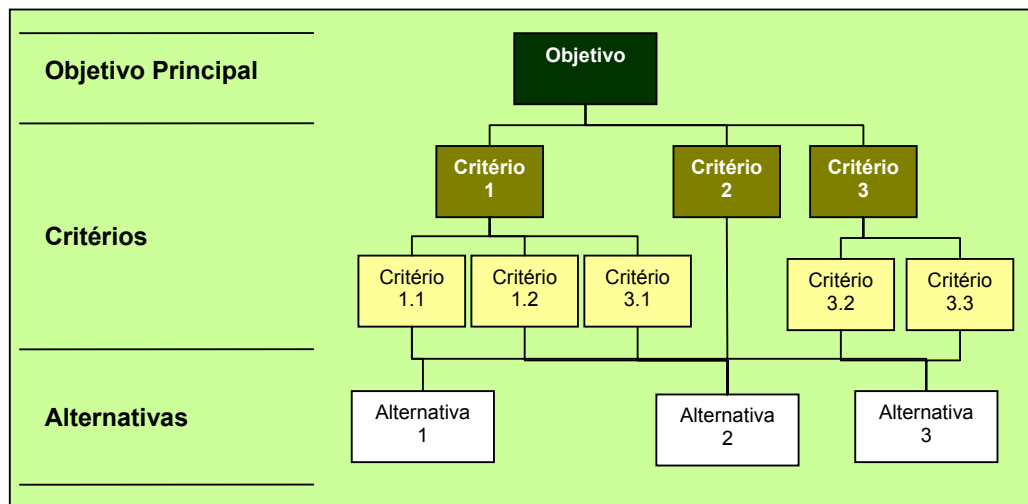 Objetivo Principal
Objetivo
Critérios
Critério
1
Critério
2
Critério
3
Critério
1.1
Critério
1.2
Critério
3.1
Critério
3.2
Critério
3.3
Alternativas
Alternativa
1
Alternativa
2
Alternativa
3